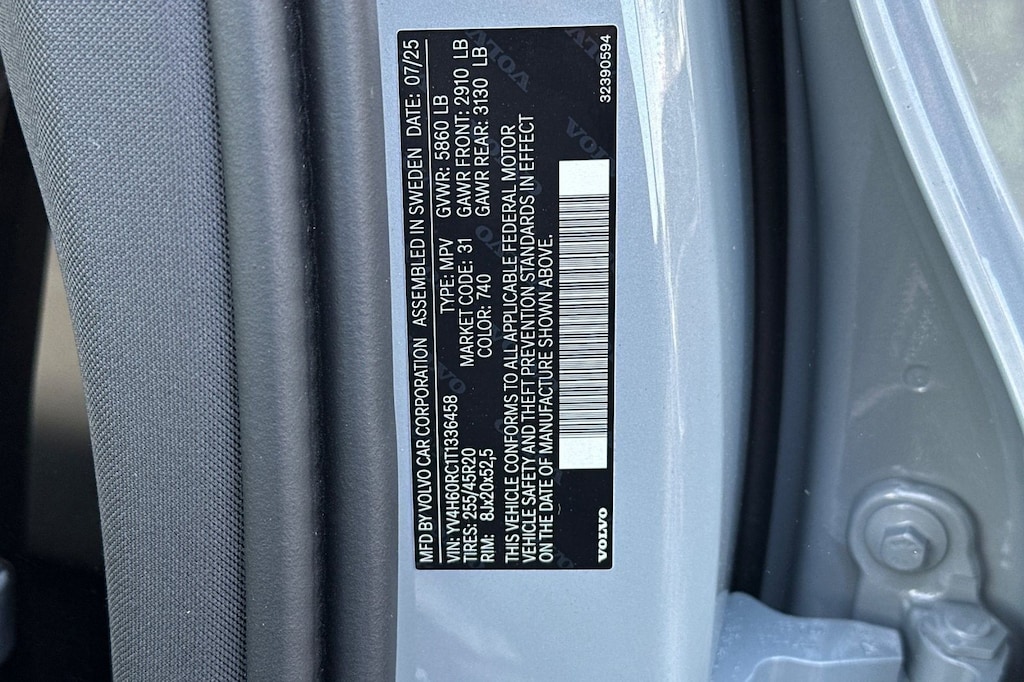 MFD BY VOLVO CAR CORPORATION ASSEMBLED IN SWEDEN DATE: 07/25
VIN: YV4H60RC1T1336458 TYPE: MPV GVWR: 5860 LB
TIRES: 255/45R20 MARKET CODE: 31 GAWR FRONT: 2910 LB
RIM: 8Jx20x52,5 COLOR: 740 GAWR REAR: 3130 LB
THIS VEHICLE CONFORMS TO ALL APPLICABLE FEDERAL MOTOR
VEHICLE SAFETY AND THEFT PREVENTION STANDARDS IN EFFECT
ON THE DATE OF MANUFACTURE SHOWN ABOVE.
VOLVO 32390594